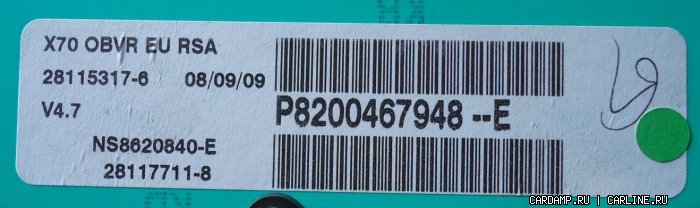 X70 OBVR EU RSA
28115317-6 08/09/09
V4.7
P8200467948 --E
NS8620840-E
28117711-8
CARDAMP.RU | CARLINE.RU